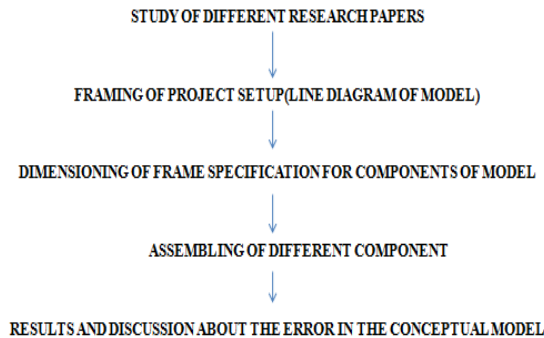 STUDY OF DIFFERENT RESEARCH PAPERS
FRAMING OF PROJECT SETUP(LINE DIAGRAM OF MODEL)
DIMENSIONING OF FRAME SPECIFICATION FOR COMPONENTS OF MODEL
ASSEMBLING OF DIFFERENT COMPONENT
RESULTS AND DISCUSSION ABOUT THE ERROR IN THE CONCEPTUAL MODEL